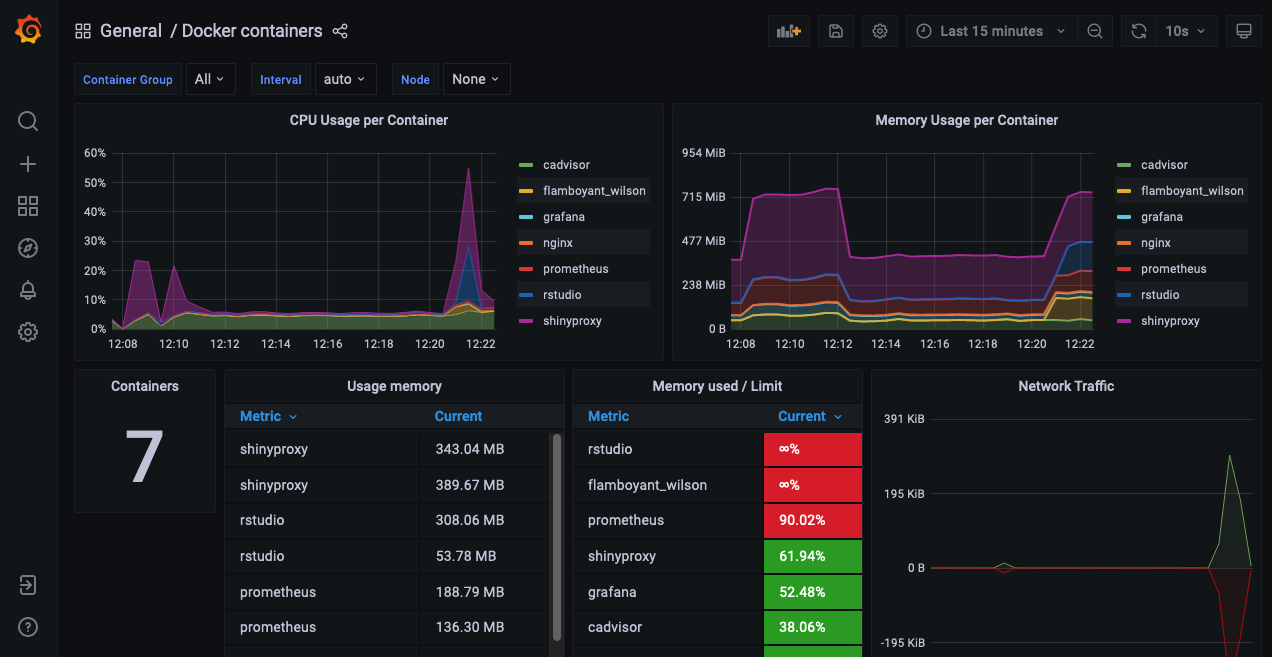 General / Docker containers
Last 15 minutes
10s
Container Group All Interval auto Node None
CPU Usage per Container
60%
50%
40%
30%
20%
10%
0%
12:08 12:10 12:12 12:14 12:16 12:18 12:20 12:22
cadvisor
flamboyant_wilson
grafana
nginx
prometheus
rstudio
shinyproxy
Memory Usage per Container
954 MiB
715 MiB
477 MiB
238 MiB
0 B
12:08 12:10 12:12 12:14 12:16 12:18 12:20 12:22
cadvisor
flamboyant_wilson
grafana
nginx
prometheus
rstudio
shinyproxy
Containers
7
Usage memory
Metric Current
shinyproxy 343.04 MB
shinyproxy 389.67 MB
rstudio 308.06 MB
rstudio 53.78 MB
prometheus 188.79 MB
prometheus 136.30 MB
Memory used / Limit
Metric Current
rstudio ∞%
flamboyant_wilson ∞%
prometheus 90.02%
shinyproxy 61.94%
grafana 52.48%
cadvisor 38.06%
Network Traffic
391 KiB
195 KiB
0 B
-195 KiB